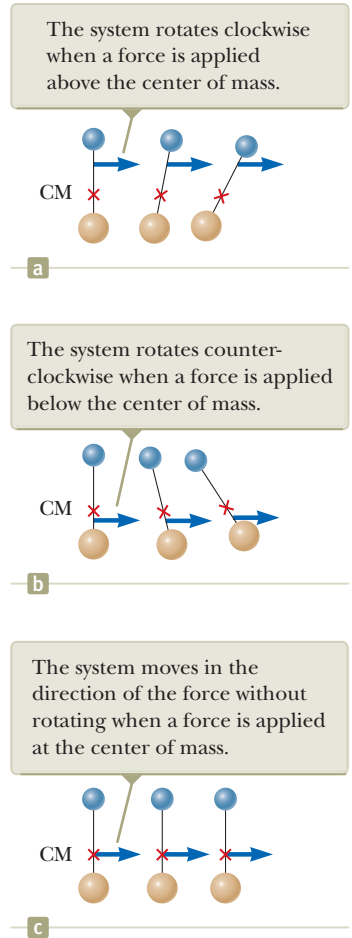 The system rotates clockwise
when a force is applied
above the center of mass.
CM
a
The system rotates counter-
clockwise when a force is applied
below the center of mass.
CM
b
The system moves in the
direction of the force without
rotating when a force is applied
at the center of mass.
CM
c